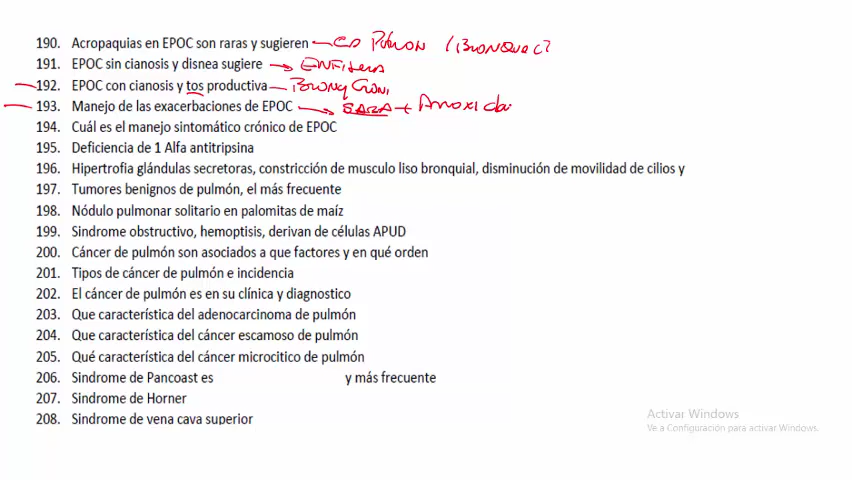 190. Acropaquias en EPOC son raras y sugieren Ca Pulmon (Bronquiec)
191. EPOC sin cianosis y disnea sugiere ENFisema
192. EPOC con cianosis y tos productiva Bronq Cron.
193. Manejo de las exacerbaciones de EPOC SABA + Amoxi cla
194. Cuál es el manejo sintomático crónico de EPOC
195. Deficiencia de 1 Alfa antitripsina
196. Hipertrofia glándulas secretoras, constricción de musculo liso bronquial, disminución de movilidad de cilios y
197. Tumores benignos de pulmón, el más frecuente
198. Nódulo pulmonar solitario en palomitas de maíz
199. Sindrome obstructivo, hemoptisis, derivan de células APUD
200. Cáncer de pulmón son asociados a que factores y en qué orden
201. Tipos de cáncer de pulmón e incidencia
202. El cáncer de pulmón es en su clínica y diagnostico
203. Que característica del adenocarcinoma de pulmón
204. Que característica del cáncer escamoso de pulmón
205. Qué característica del cáncer microcitico de pulmón
206. Sindrome de Pancoast es y más frecuente
207. Sindrome de Horner
208. Sindrome de vena cava superior
Activar Windows
Ve a Configuración para activar Windows.